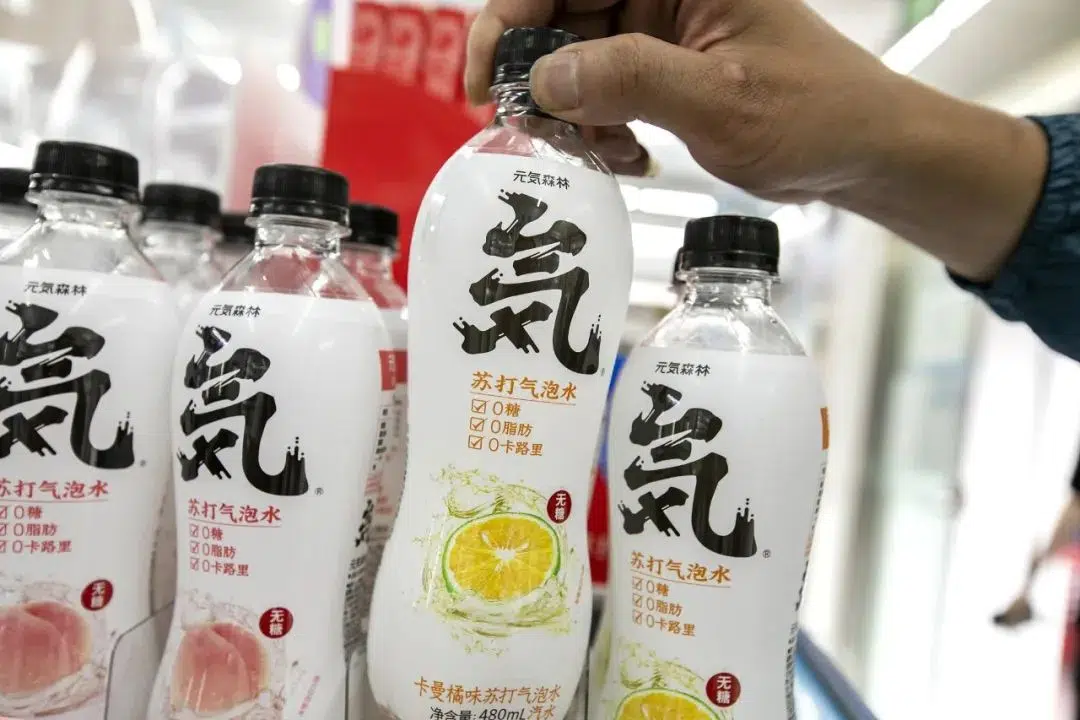 元気森林
気
苏打气泡水
0糖
0脂肪
0卡路里
无糖
元気森林
気
®
苏打气泡水
0糖
0脂肪
0卡路里
无糖
元気森林
気
®
苏打气泡水
0糖
0脂肪
0卡路里
无糖
卡曼橘味苏打气泡水
净含量:480mL 汽水
元気森林
気
®
苏打气泡水
0糖
0脂肪
0卡路里
无糖